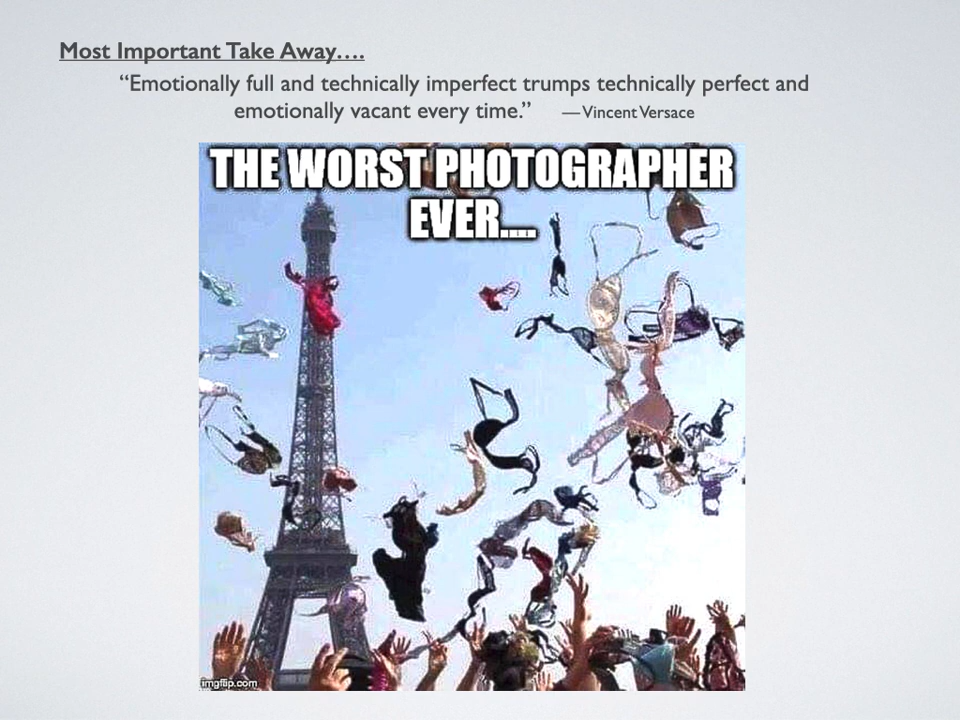 Most Important Take Away….
“Emotionally full and technically imperfect trumps technically perfect and
emotionally vacant every time.” — Vincent Versace
THE WORST PHOTOGRAPHER
EVER....
imgflip.com